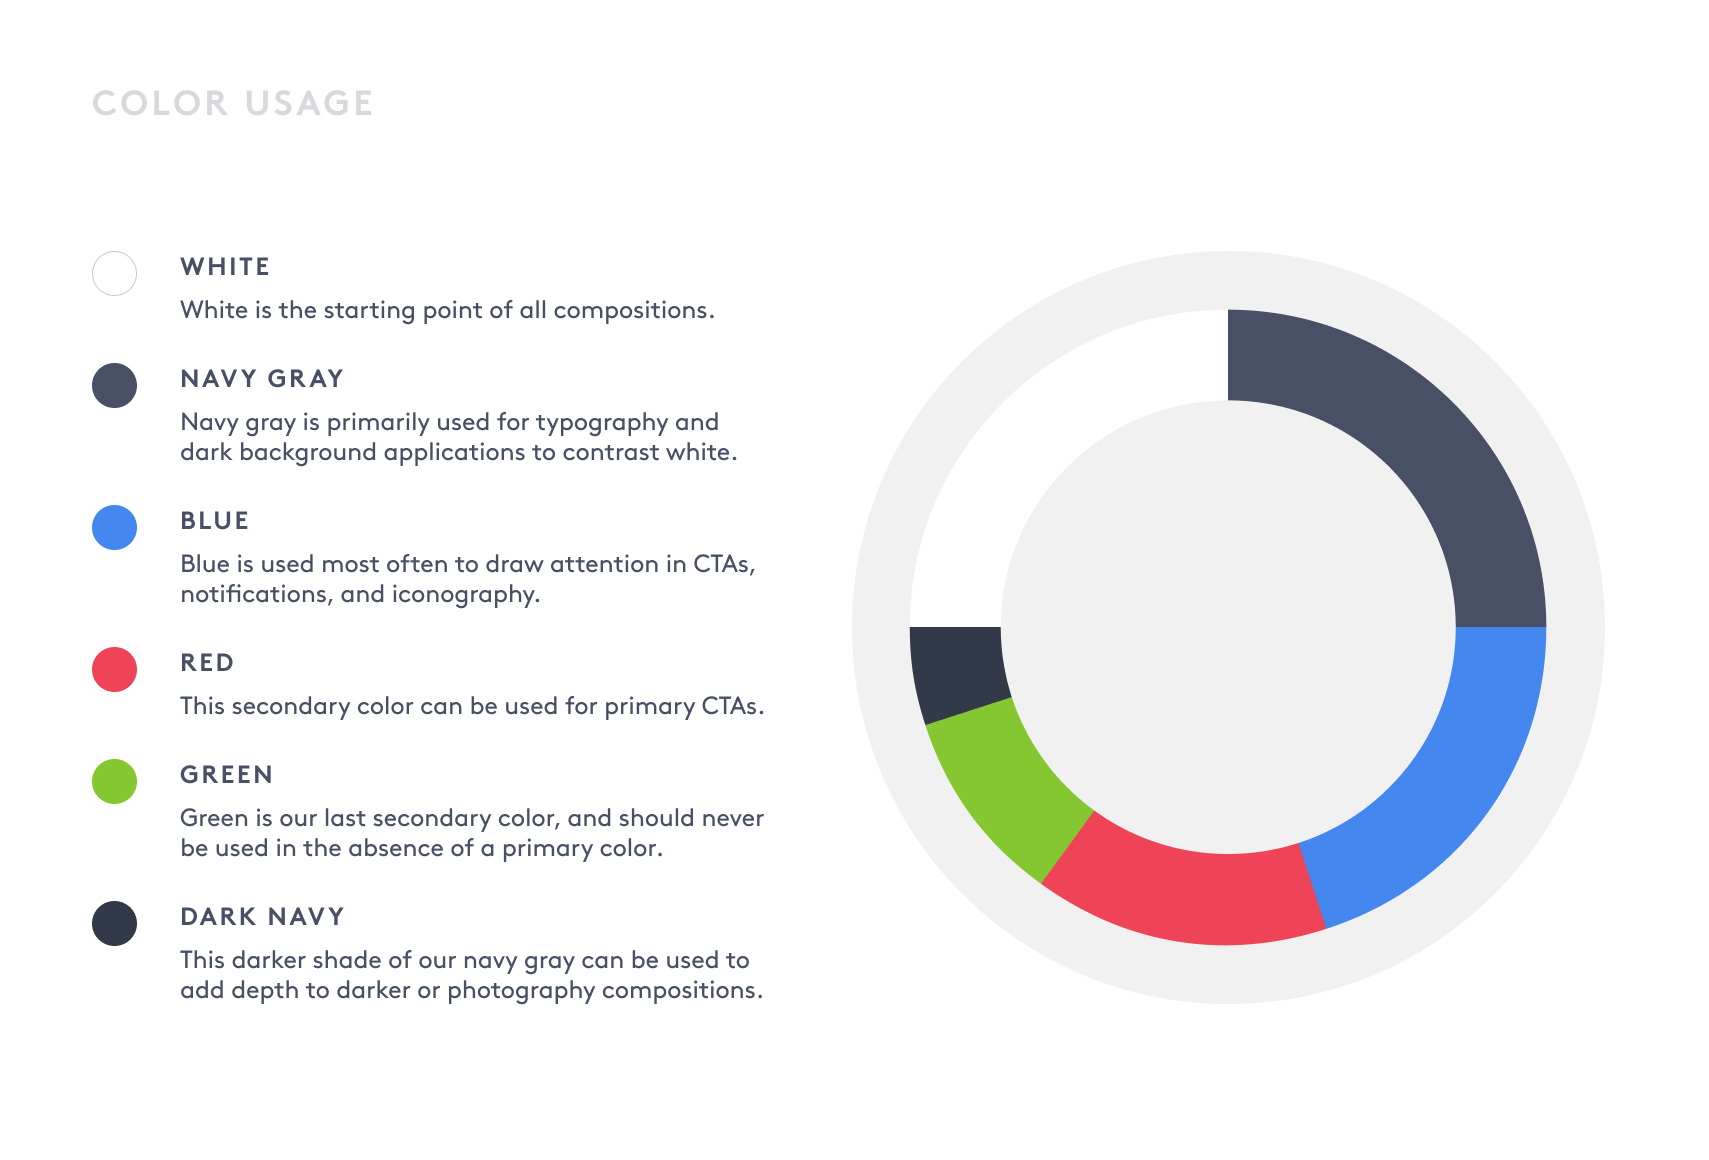 COLOR USAGE
WHITE
White is the starting point of all compositions.
NAVY GRAY
Navy gray is primarily used for typography and
dark background applications to contrast white.
BLUE
Blue is used most often to draw attention in CTAs,
notifications, and iconography.
RED
This secondary color can be used for primary CTAs.
GREEN
Green is our last secondary color, and should never
be used in the absence of a primary color.
DARK NAVY
This darker shade of our navy gray can be used to
add depth to darker or photography compositions.